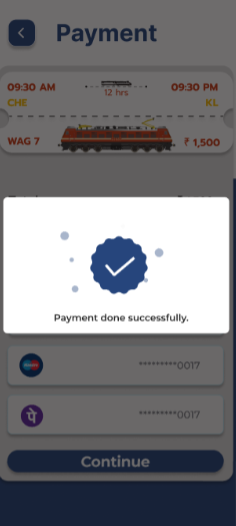 Payment
09:30 AM
09:30 PM
12 hrs
CHE
KL
WAG 7
₹ 1,500
Payment done successfully.
*********0017
पे
*********0017
Continue